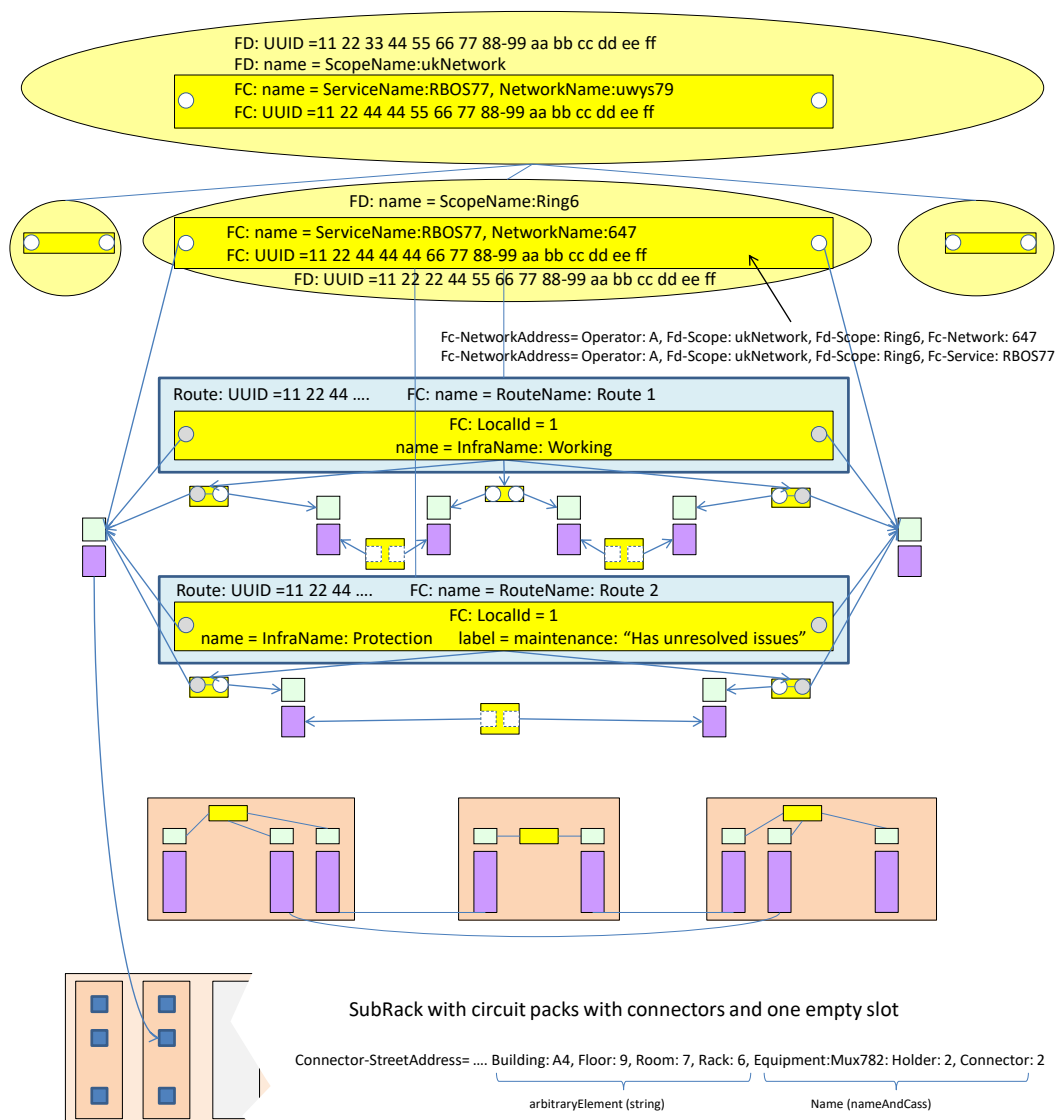 FD: UUID =11 22 33 44 55 66 77 88-99 aa bb cc dd ee ff
FD: name = ScopeName:ukNetwork
FC: name = ServiceName:RBOS77, NetworkName:uwys79
FC: UUID =11 22 44 44 55 66 77 88-99 aa bb cc dd ee ff
FD: name = ScopeName:Ring6
FC: name = ServiceName:RBOS77, NetworkName:647
FC: UUID =11 22 44 44 44 66 77 88-99 aa bb cc dd ee ff
FD: UUID =11 22 22 44 55 66 77 88-99 aa bb cc dd ee ff
Fc-NetworkAddress= Operator: A, Fd-Scope: ukNetwork, Fd-Scope: Ring6, Fc-Network: 647
Fc-NetworkAddress= Operator: A, Fd-Scope: ukNetwork, Fd-Scope: Ring6, Fc-Service: RBOS77
Route: UUID =11 22 44 .... FC: name = RouteName: Route 1
FC: LocalId = 1
name = InfraName: Working
Route: UUID =11 22 44 .... FC: name = RouteName: Route 2
FC: LocalId = 1
name = InfraName: Protection label = maintenance: “Has unresolved issues”
SubRack with circuit packs with connectors and one empty slot
Connector-StreetAddress= .... Building: A4, Floor: 9, Room: 7, Rack: 6, Equipment:Mux782: Holder: 2, Connector: 2
arbitraryElement (string) Name (nameAndCass)